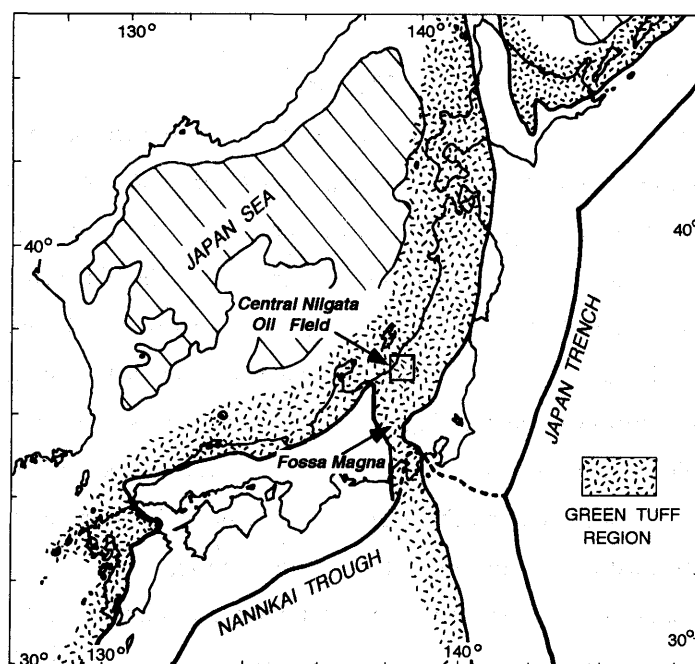 130°
140°
JAPAN SEA
40°
40°
Central Niigata
Oil Field
JAPAN TRENCH
Fossa Magna
GREEN TUFF
REGION
NANNKAI TROUGH
30°
130°
140°
30°